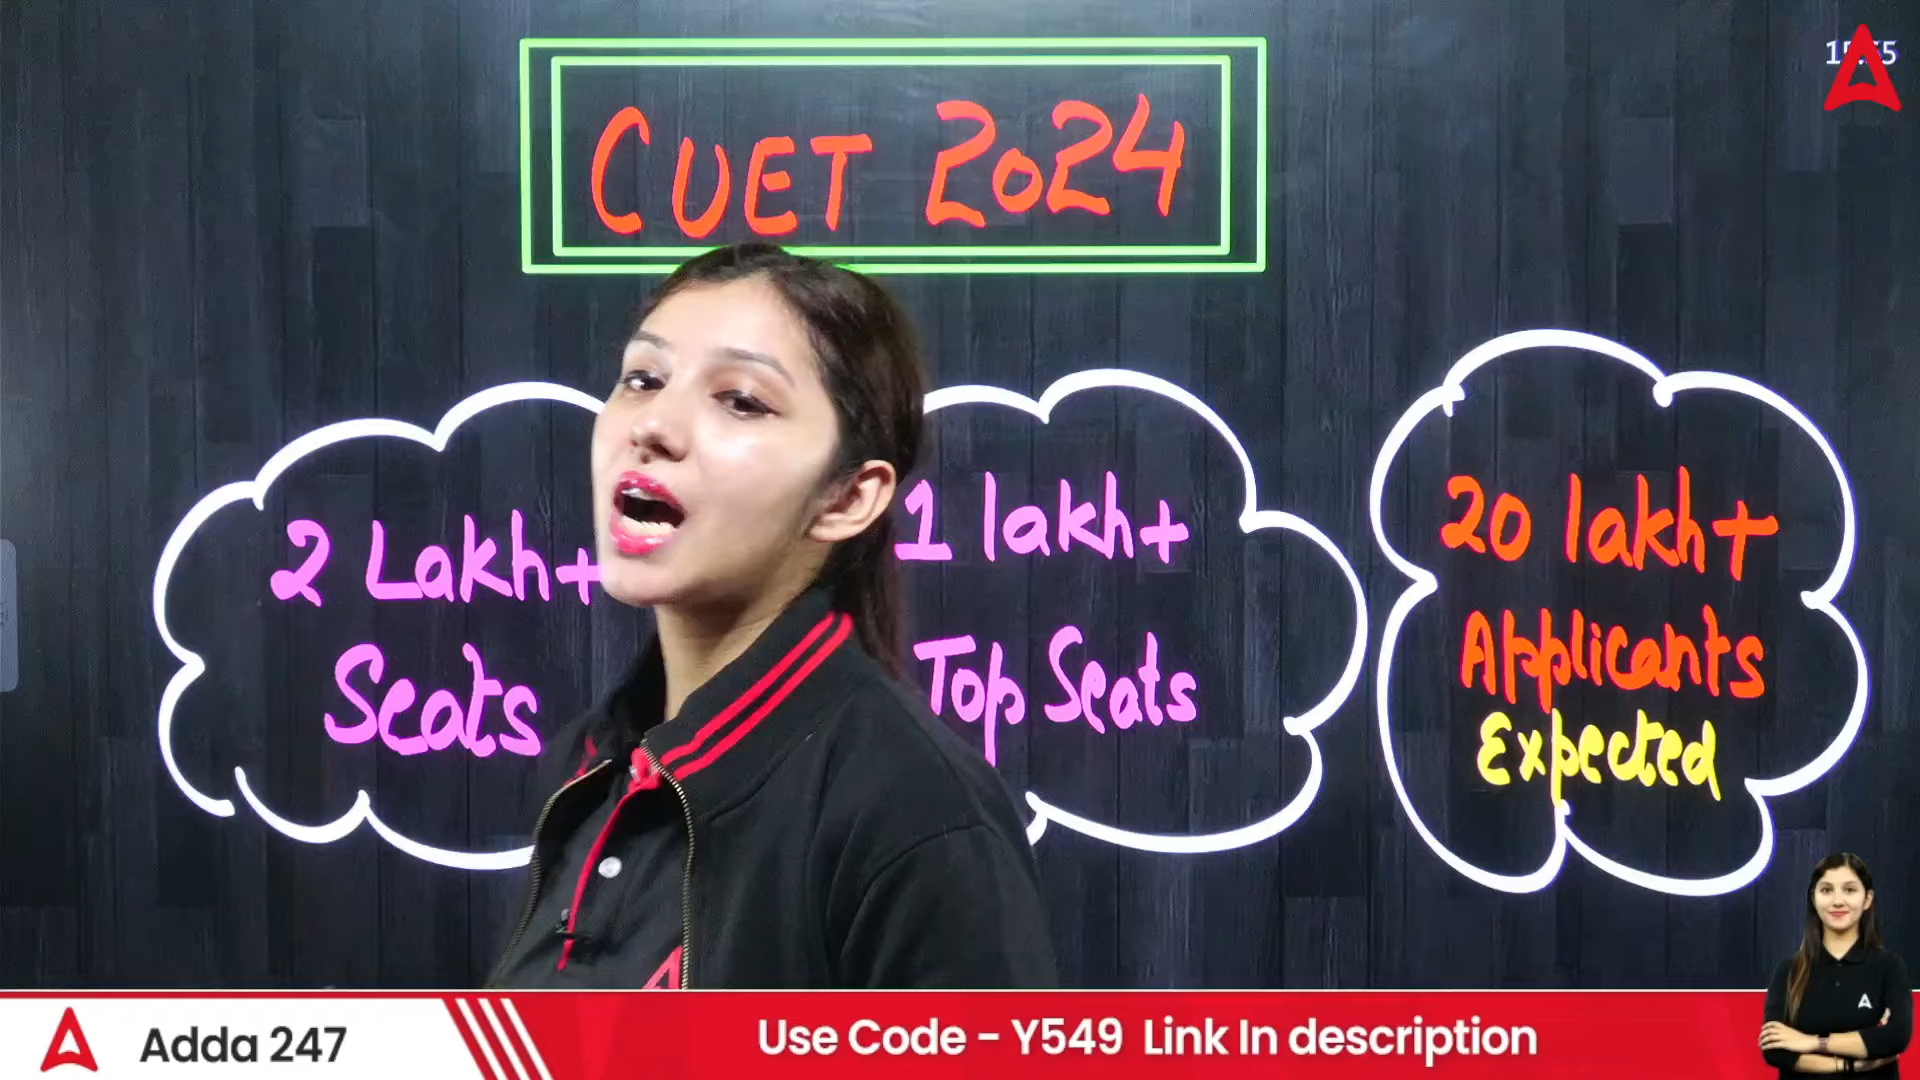 CUET 2024
2 Lakh+
Seats
1 lakh+
Top Seats
20 lakh+
Applicants
Expected
Adda 247
Use Code - Y549 Link In description